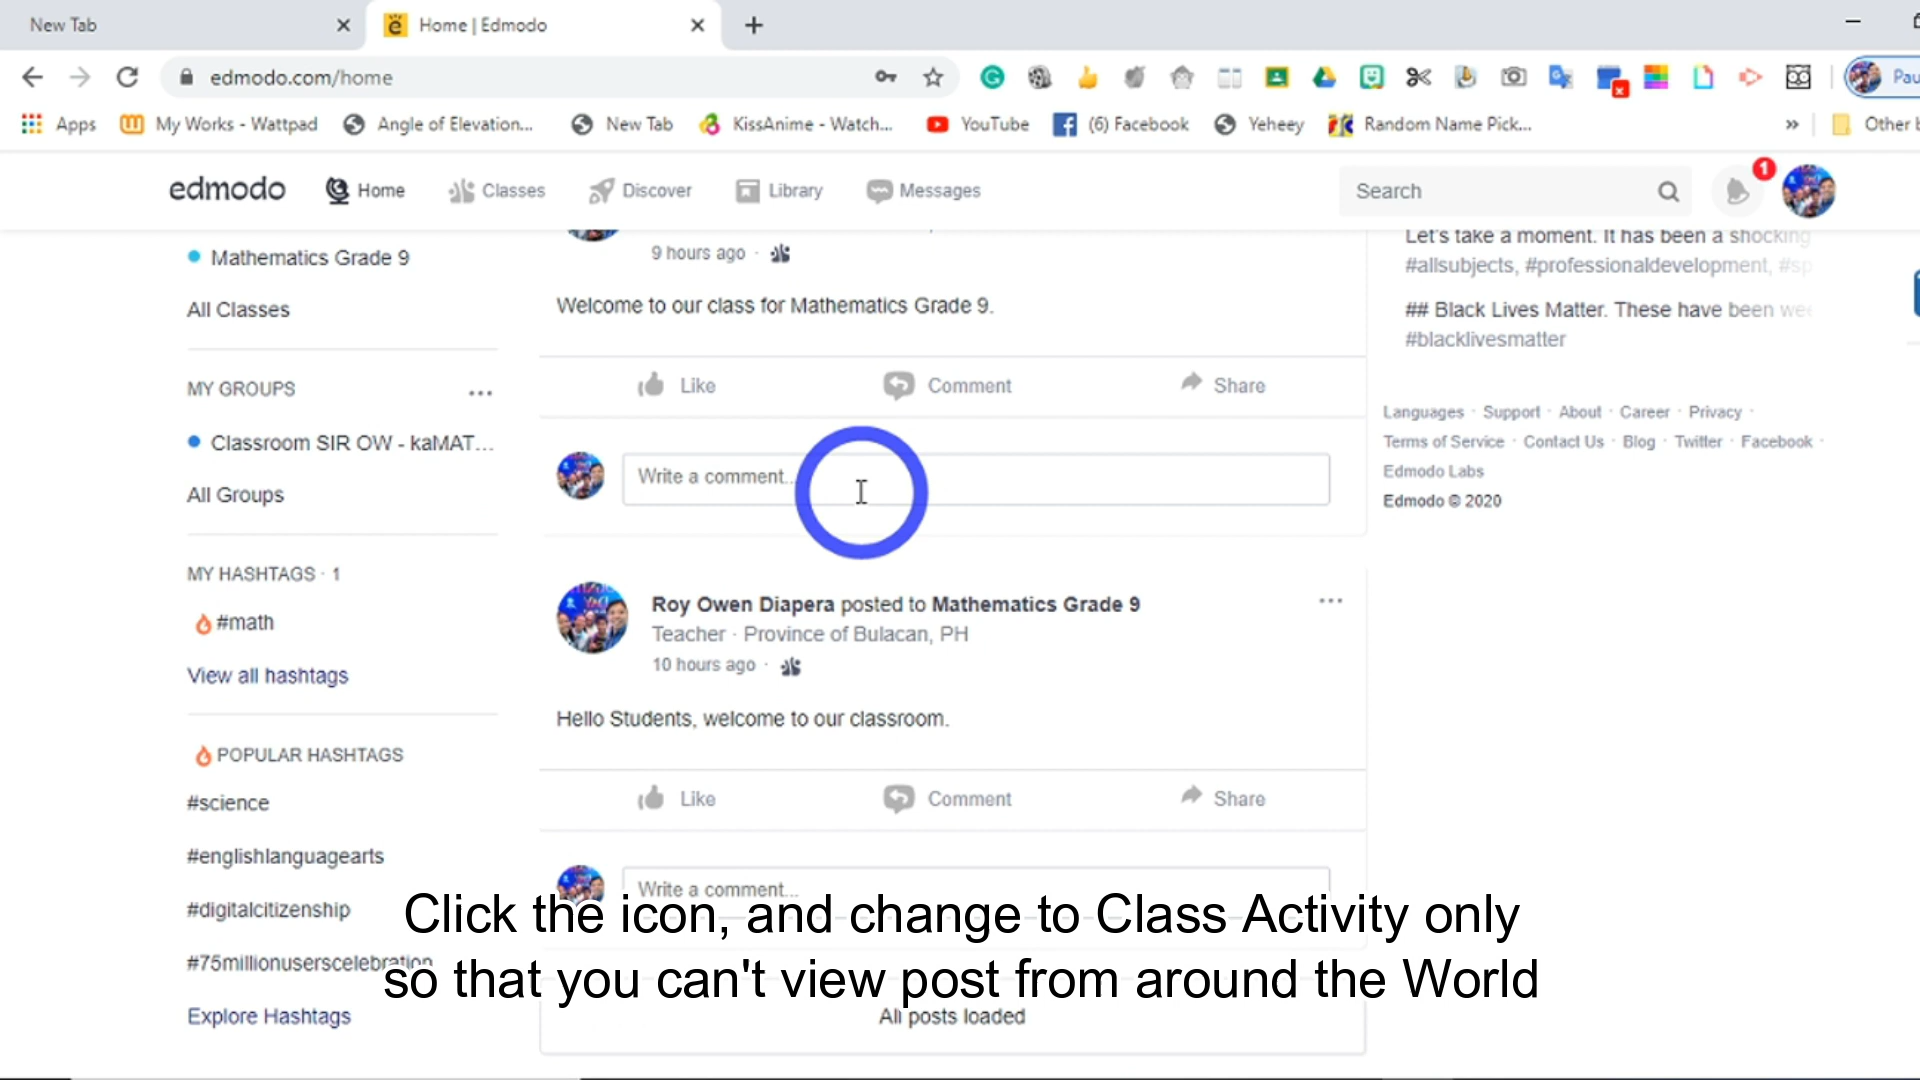 New Tab
Home | Edmodo
edmodo.com/home
Pau
Apps
My Works - Wattpad
Angle of Elevation...
New Tab
KissAnime - Watch...
YouTube
(6) Facebook
Yeheey
Random Name Pick...
»
Other b
edmodo
Home
Classes
Discover
Library
Messages
Search
1
Mathematics Grade 9
All Classes
MY GROUPS
Classroom SIR OW - kaMAT...
All Groups
MY HASHTAGS · 1
#math
View all hashtags
POPULAR HASHTAGS
#science
#englishlanguagearts
#digitalcitizenship
#75millionuserscelebration
Explore Hashtags
9 hours ago ·
Welcome to our class for Mathematics Grade 9.
Like
Comment
Share
Write a comment...
Roy Owen Diapera posted to Mathematics Grade 9
Teacher · Province of Bulacan, PH
10 hours ago ·
Hello Students, welcome to our classroom.
Like
Comment
Share
Write a comment...
All posts loaded
Let's take a moment. It has been a shocking
#allsubjects, #professionaldevelopment, #sp
## Black Lives Matter. These have been wee
#blacklivesmatter
Languages · Support · About · Career · Privacy ·
Terms of Service · Contact Us · Blog · Twitter · Facebook ·
Edmodo Labs
Edmodo © 2020
Click the icon, and change to Class Activity only
so that you can't view post from around the World